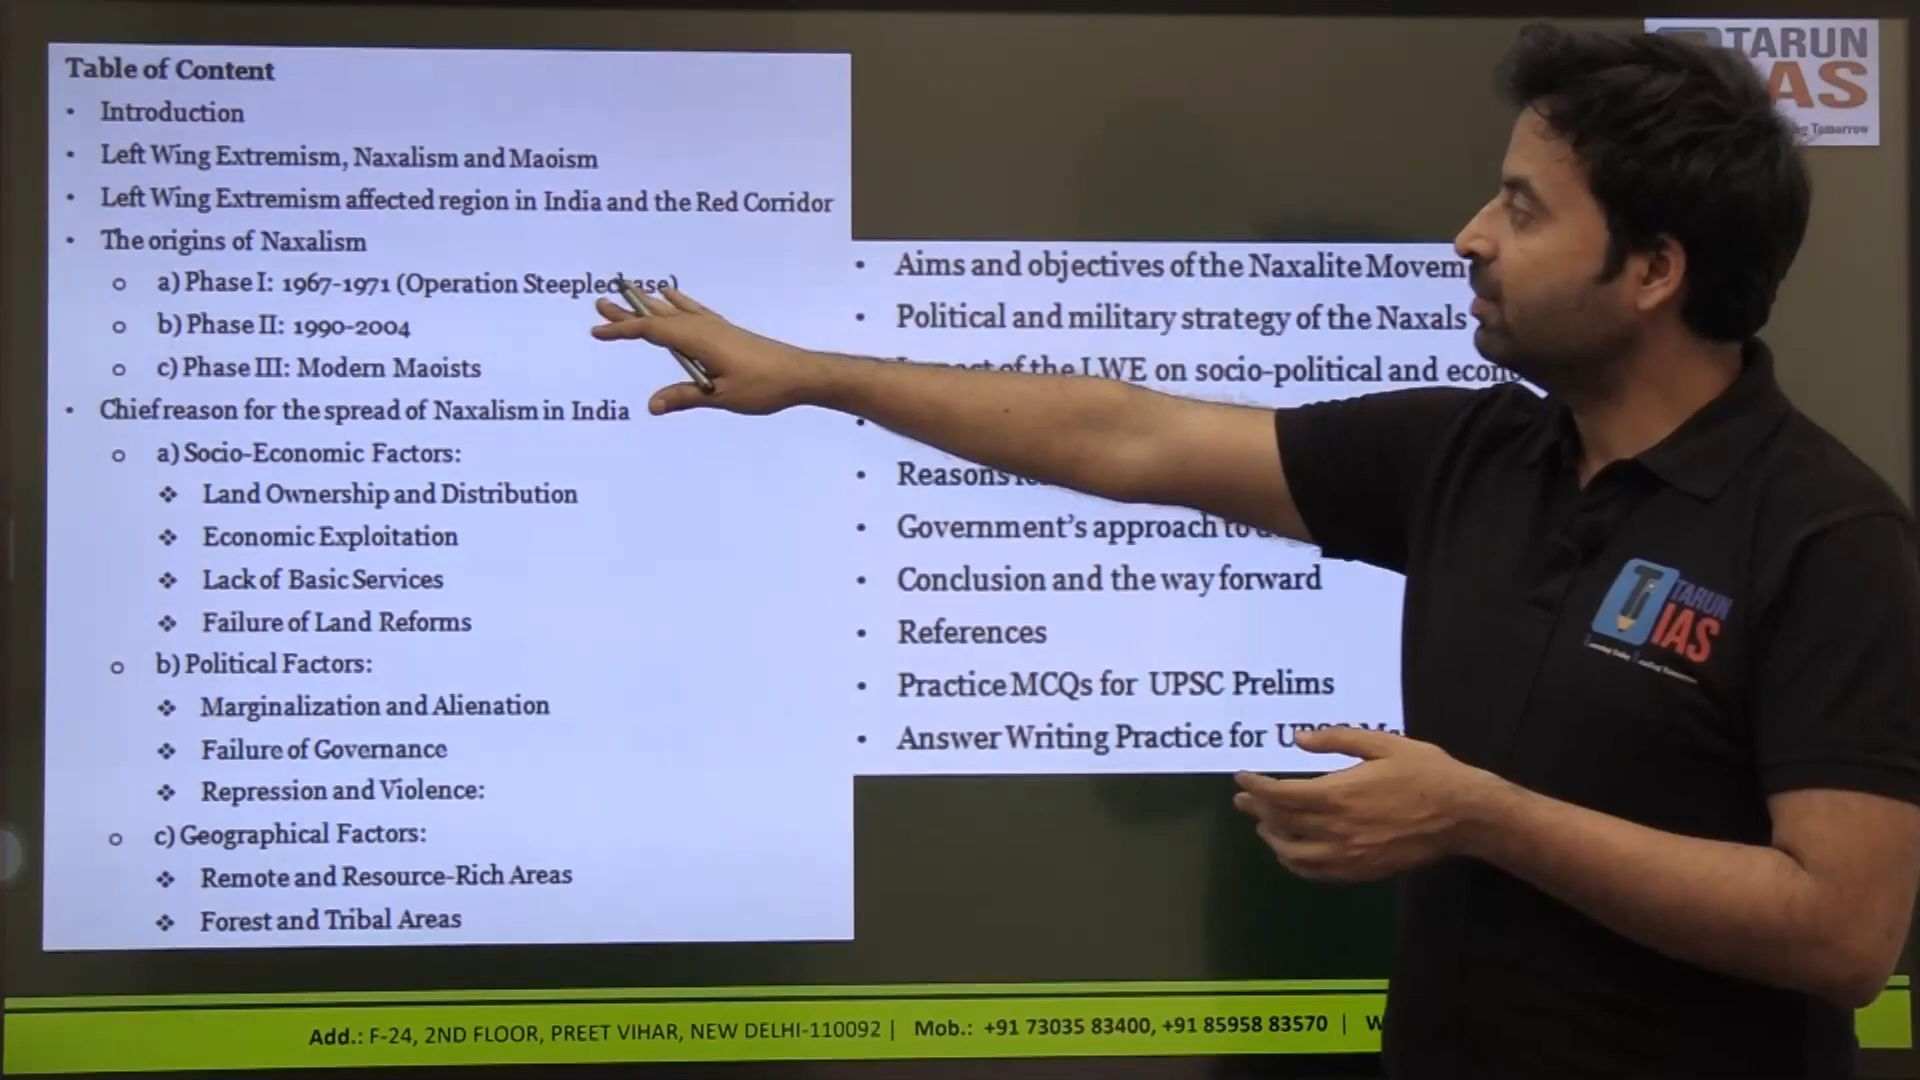 Table of Content
• Introduction
• Left Wing Extremism, Naxalism and Maoism
• Left Wing Extremism affected region in India and the Red Corridor
• The origins of Naxalism
o a) Phase I: 1967-1971 (Operation Steeplechase)
o b) Phase II: 1990-2004
o c) Phase III: Modern Maoists
• Chief reason for the spread of Naxalism in India
o a) Socio-Economic Factors:
❖ Land Ownership and Distribution
❖ Economic Exploitation
❖ Lack of Basic Services
❖ Failure of Land Reforms
o b) Political Factors:
❖ Marginalization and Alienation
❖ Failure of Governance
❖ Repression and Violence:
o c) Geographical Factors:
❖ Remote and Resource-Rich Areas
❖ Forest and Tribal Areas
• Aims and objectives of the Naxalite
• Political and military strategy of the Naxals
of the LWE on socio-political and
•
• Reasons
• Government's approach to
• Conclusion and the way forward
• References
• Practice MCQs for UPSC Prelims
• Answer Writing Practice for
TARUN
IAS
Tomorrow
TARUN
IAS
Add.: F-24, 2ND FLOOR, PREET VIHAR, NEW DELHI-110092 | Mob.: +91 73035 83400, +91 85958 83570 |